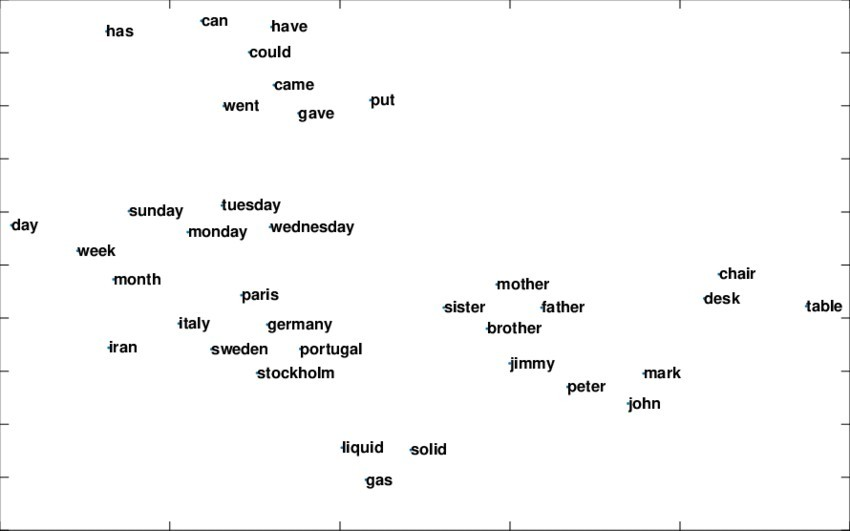 can
has
have
could
came
put
went
gave
tuesday
sunday
day
wednesday
monday
week
chair
month
mother
paris
desk
table
sister
father
italy
germany
brother
iran
sweden
portugal
jimmy
stockholm
mark
peter
john
liquid
solid
gas